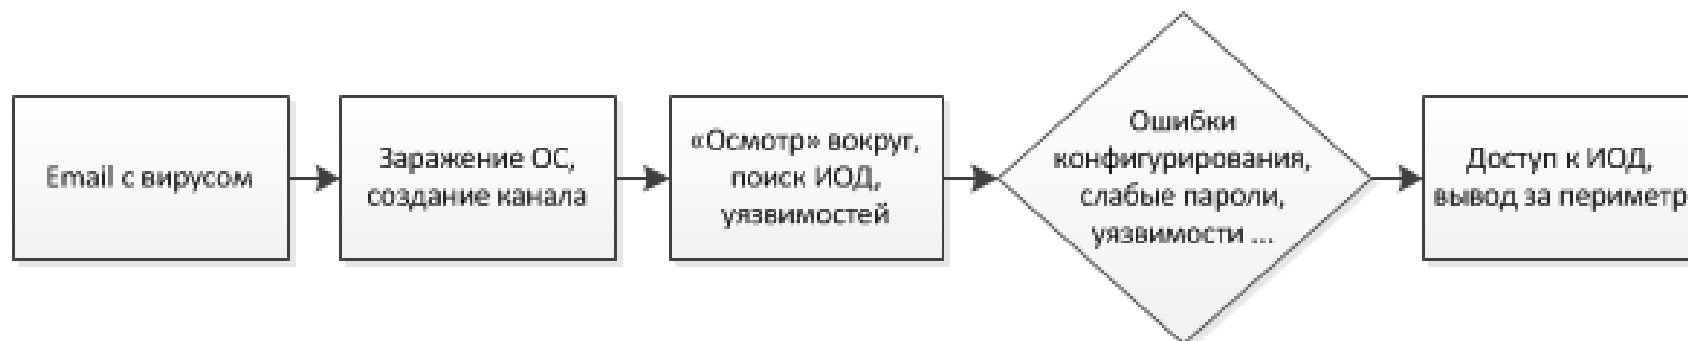 Email с вирусом
Заражение ОС,
создание канала
«Осмотр» вокруг,
поиск ИОД,
уязвимостей
Ошибки
конфигурирования,
слабые пароли,
уязвимости ...
Доступ к ИОД,
вывод за периметр